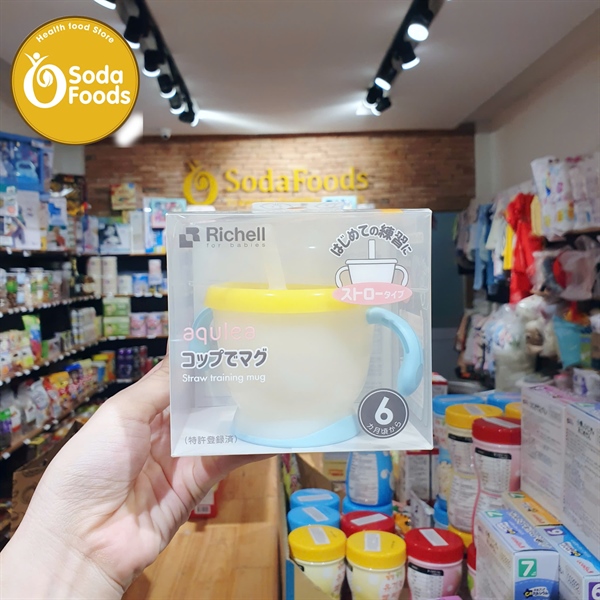 Health food Store
Soda
Foods
SodaFoods
Richell
for babies
はじめての練習に
ストロータイプ
aqulea
コップでマグ
Straw training mug
6
カ月頃から
(特許登録済)
7
6